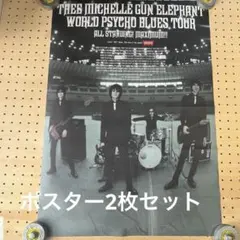 THEE MICHELLE GUN ELEPHANT
WORLD PSYCHO BLUES TOUR
ALL STANDING MAXIMUM!!
ポスター2枚セット